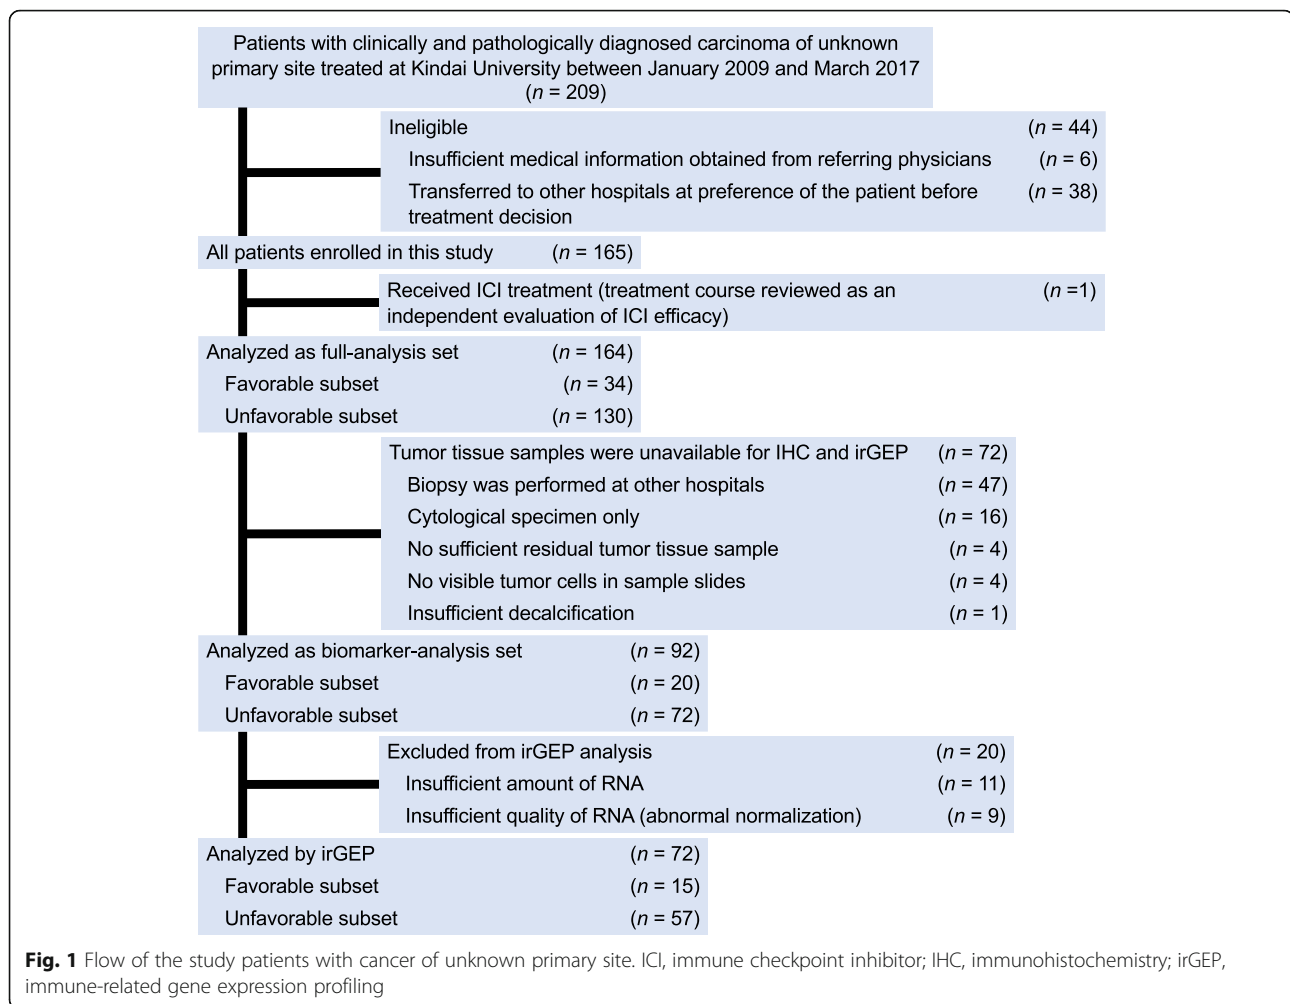 Patients with clinically and pathologically diagnosed carcinoma of unknown
primary site treated at Kindai University between January 2009 and March 2017
(n = 209)
Ineligible (n = 44)
Insufficient medical information obtained from referring physicians (n = 6)
Transferred to other hospitals at preference of the patient before (n = 38)
treatment decision
All patients enrolled in this study (n = 165)
Received ICI treatment (treatment course reviewed as an (n =1)
independent evaluation of ICI efficacy)
Analyzed as full-analysis set (n = 164)
Favorable subset (n = 34)
Unfavorable subset (n = 130)
Tumor tissue samples were unavailable for IHC and irGEP (n = 72)
Biopsy was performed at other hospitals (n = 47)
Cytological specimen only (n = 16)
No sufficient residual tumor tissue sample (n = 4)
No visible tumor cells in sample slides (n = 4)
Insufficient decalcification (n = 1)
Analyzed as biomarker-analysis set (n = 92)
Favorable subset (n = 20)
Unfavorable subset (n = 72)
Excluded from irGEP analysis (n = 20)
Insufficient amount of RNA (n = 11)
Insufficient quality of RNA (abnormal normalization) (n = 9)
Analyzed by irGEP (n = 72)
Favorable subset (n = 15)
Unfavorable subset (n = 57)
Fig. 1 Flow of the study patients with cancer of unknown primary site. ICI, immune checkpoint inhibitor; IHC, immunohistochemistry; irGEP,
immune-related gene expression profiling